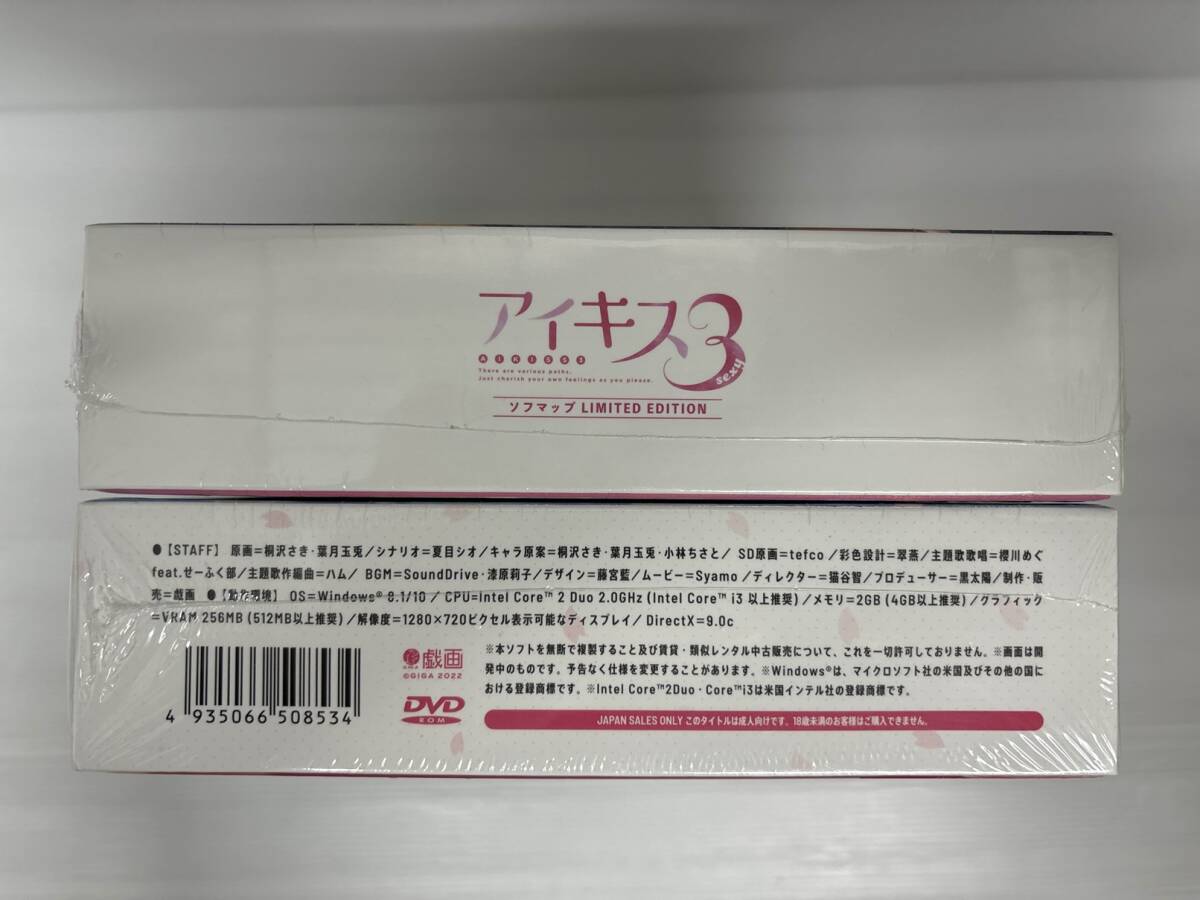 アイキス3
sexy
AIKISS3
There are various paths.
Just cherish your own feelings as you please.
ソフマップ LIMITED EDITION
●【STAFF】 原画=桐沢さき・葉月玉兎/シナリオ=夏目シオ/キャラ原案=桐沢さき・葉月玉兎・小林ちさと/ SD原画=tefco /彩色設計=翠燕/主題歌歌唱=櫻川めぐ
feat.せーふく部/主題歌作編曲=ハム/ BGM=SoundDrive・漆原莉子/デザイン=藤宮藍/ムービー=Syamo /ディレクター=猫谷智/プロデューサー=黒太陽/制作・販
売=戯画 ●【動作環境】 OS=Windows® 8.1/10 / CPU=Intel Core™ 2 Duo 2.0GHz (Intel Core™ i3 以上推奨) /メモリ=2GB (4GB以上推奨) /グラフィック
=VRAM 256MB (512MB以上推奨) /解像度=1280×720ピクセル表示可能なディスプレイ/ DirectX=9.0c
4 935066 508534
戯画
©GIGA 2022
DVD
ROM
※本ソフトを無断で複製すること及び賃貸・類似レンタル中古販売について、これを一切許可しておりません。※画面は開
発中のものです。予告なく仕様を変更することがあります。※Windows®は、マイクロソフト社の米国及びその他の国に
おける登録商標です。※Intel Core™2Duo・Core™i3は米国インテル社の登録商標です。
JAPAN SALES ONLY このタイトルは成人向けです。18歳未満のお客様はご購入できません。